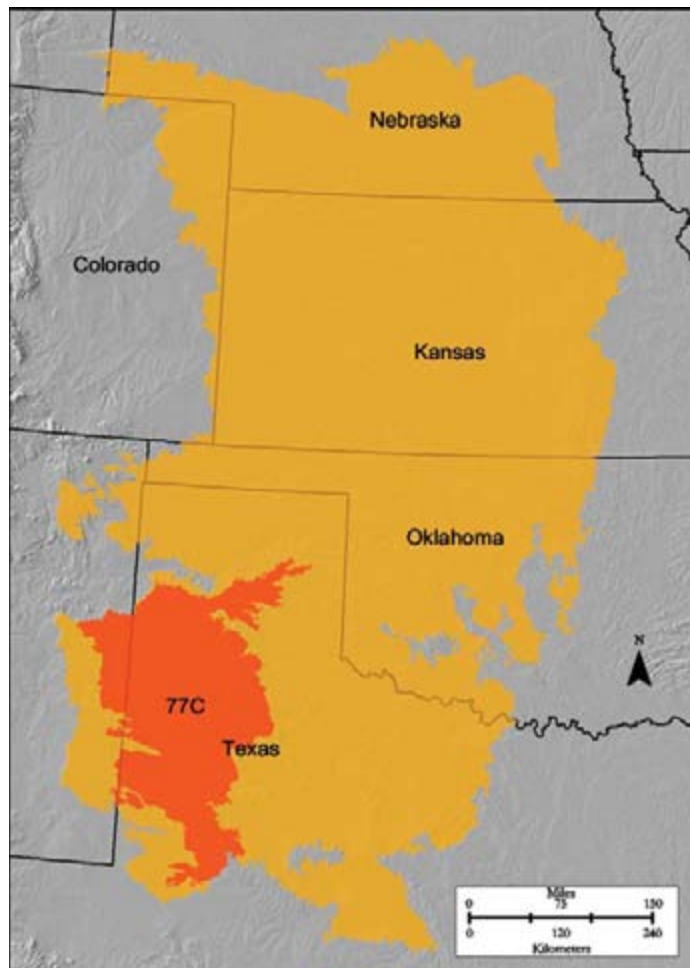 Nebraska
Colorado
Kansas
Oklahoma
N
77C
Texas
Miles
0 75 150
0 120 240
Kilometers